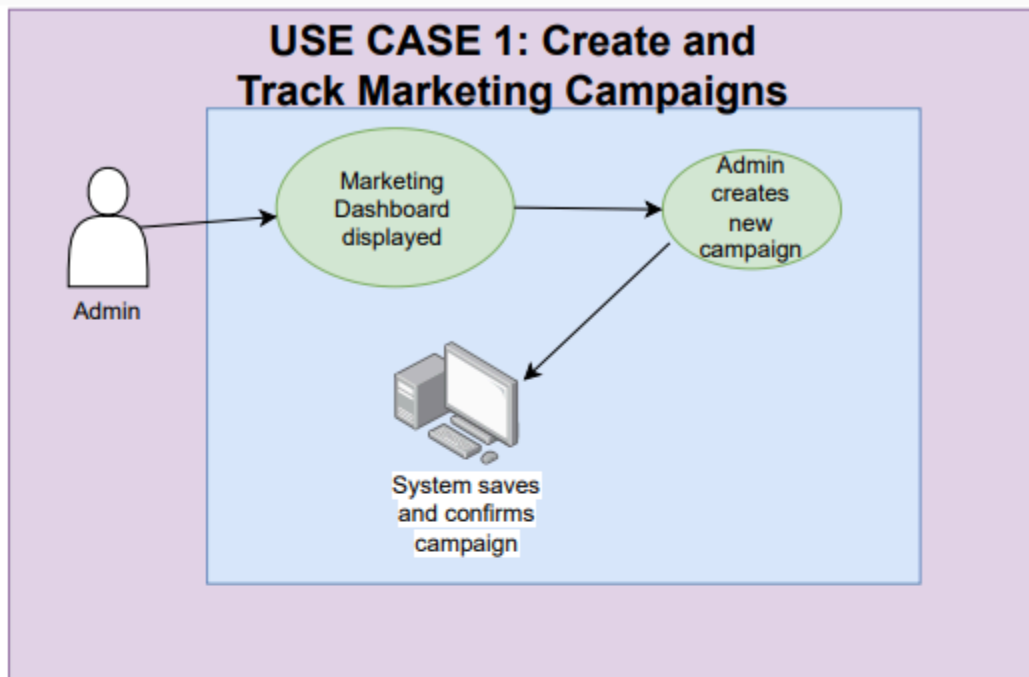 USE CASE 1: Create and
Track Marketing Campaigns
Marketing
Dashboard
displayed
Admin
creates
new
campaign
Admin
System saves
and confirms
campaign